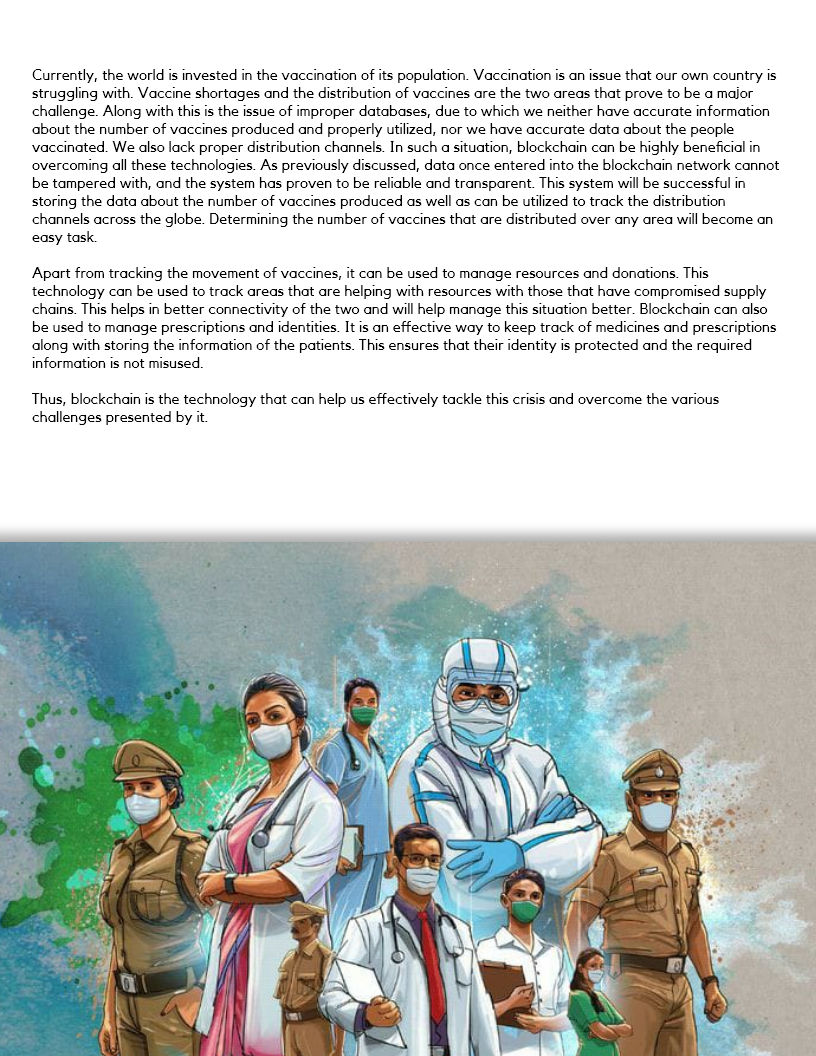 Currently, the world is invested in the vaccination of its population. Vaccination is an issue that our own country is
struggling with. Vaccine shortages and the distribution of vaccines are the two areas that prove to be a major
challenge. Along with this is the issue of improper databases, due to which we neither have accurate information
about the number of vaccines produced and properly utilized, nor we have accurate data about the people
vaccinated. We also lack proper distribution channels. In such a situation, blockchain can be highly beneficial in
overcoming all these technologies. As previously discussed, data once entered into the blockchain network cannot
be tampered with, and the system has proven to be reliable and transparent. This system will be successful in
storing the data about the number of vaccines produced as well as can be utilized to track the distribution
channels across the globe. Determining the number of vaccines that are distributed over any area will become an
easy task.
Apart from tracking the movement of vaccines, it can be used to manage resources and donations. This
technology can be used to track areas that are helping with resources with those that have compromised supply
chains. This helps in better connectivity of the two and will help manage this situation better. Blockchain can also
be used to manage prescriptions and identities. It is an effective way to keep track of medicines and prescriptions
along with storing the information of the patients. This ensures that their identity is protected and the required
information is not misused.
Thus, blockchain is the technology that can help us effectively tackle this crisis and overcome the various
challenges presented by it.